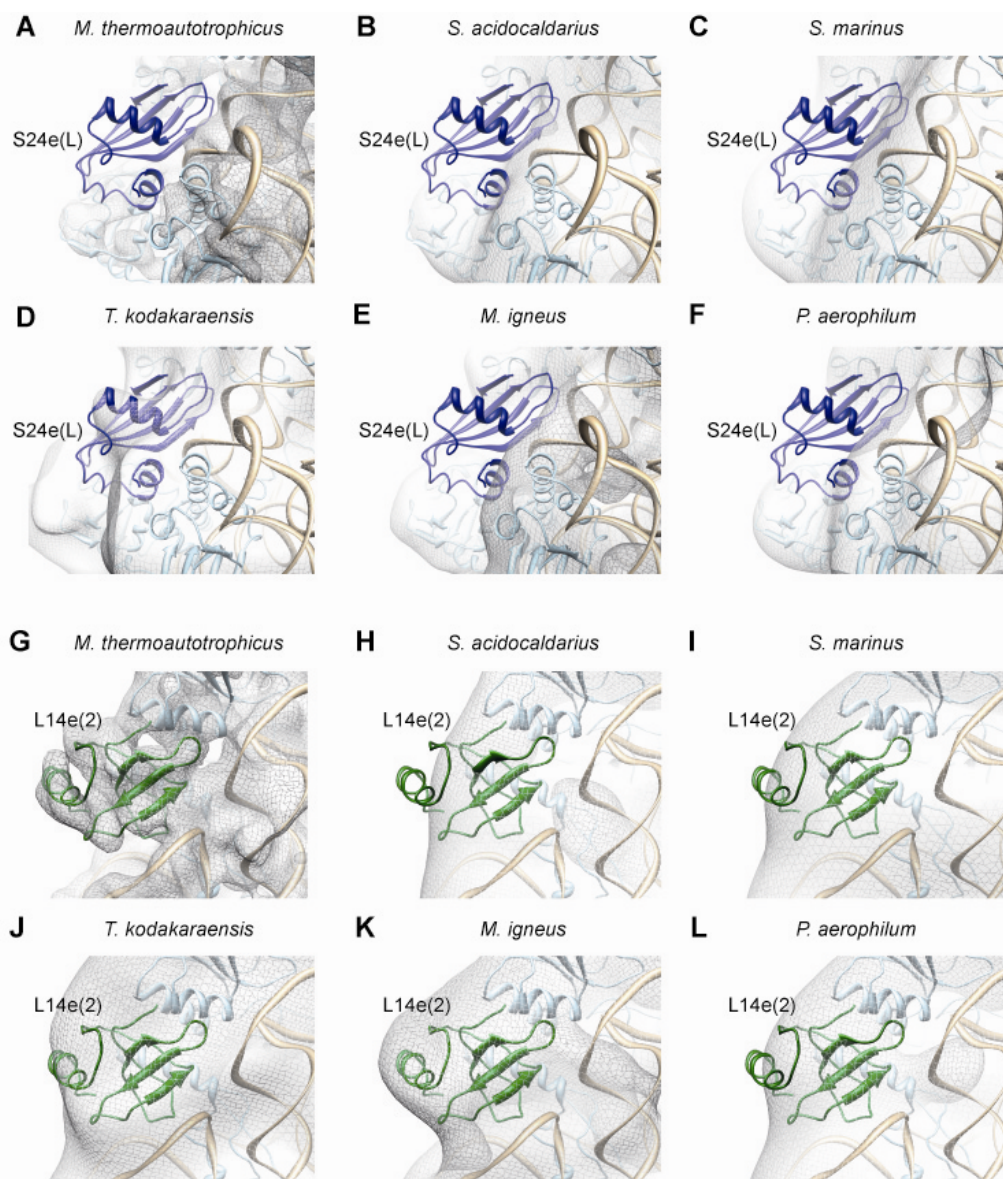 A M. thermoautotrophicus
B S. acidocaldarius
C S. marinus
S24e(L)
S24e(L)
S24e(L)
D T. kodakaraensis
E M. igneus
F P. aerophilum
S24e(L)
S24e(L)
S24e(L)
G M. thermoautotrophicus
H S. acidocaldarius
I S. marinus
L14e(2)
L14e(2)
L14e(2)
J T. kodakaraensis
K M. igneus
L P. aerophilum
L14e(2)
L14e(2)
L14e(2)